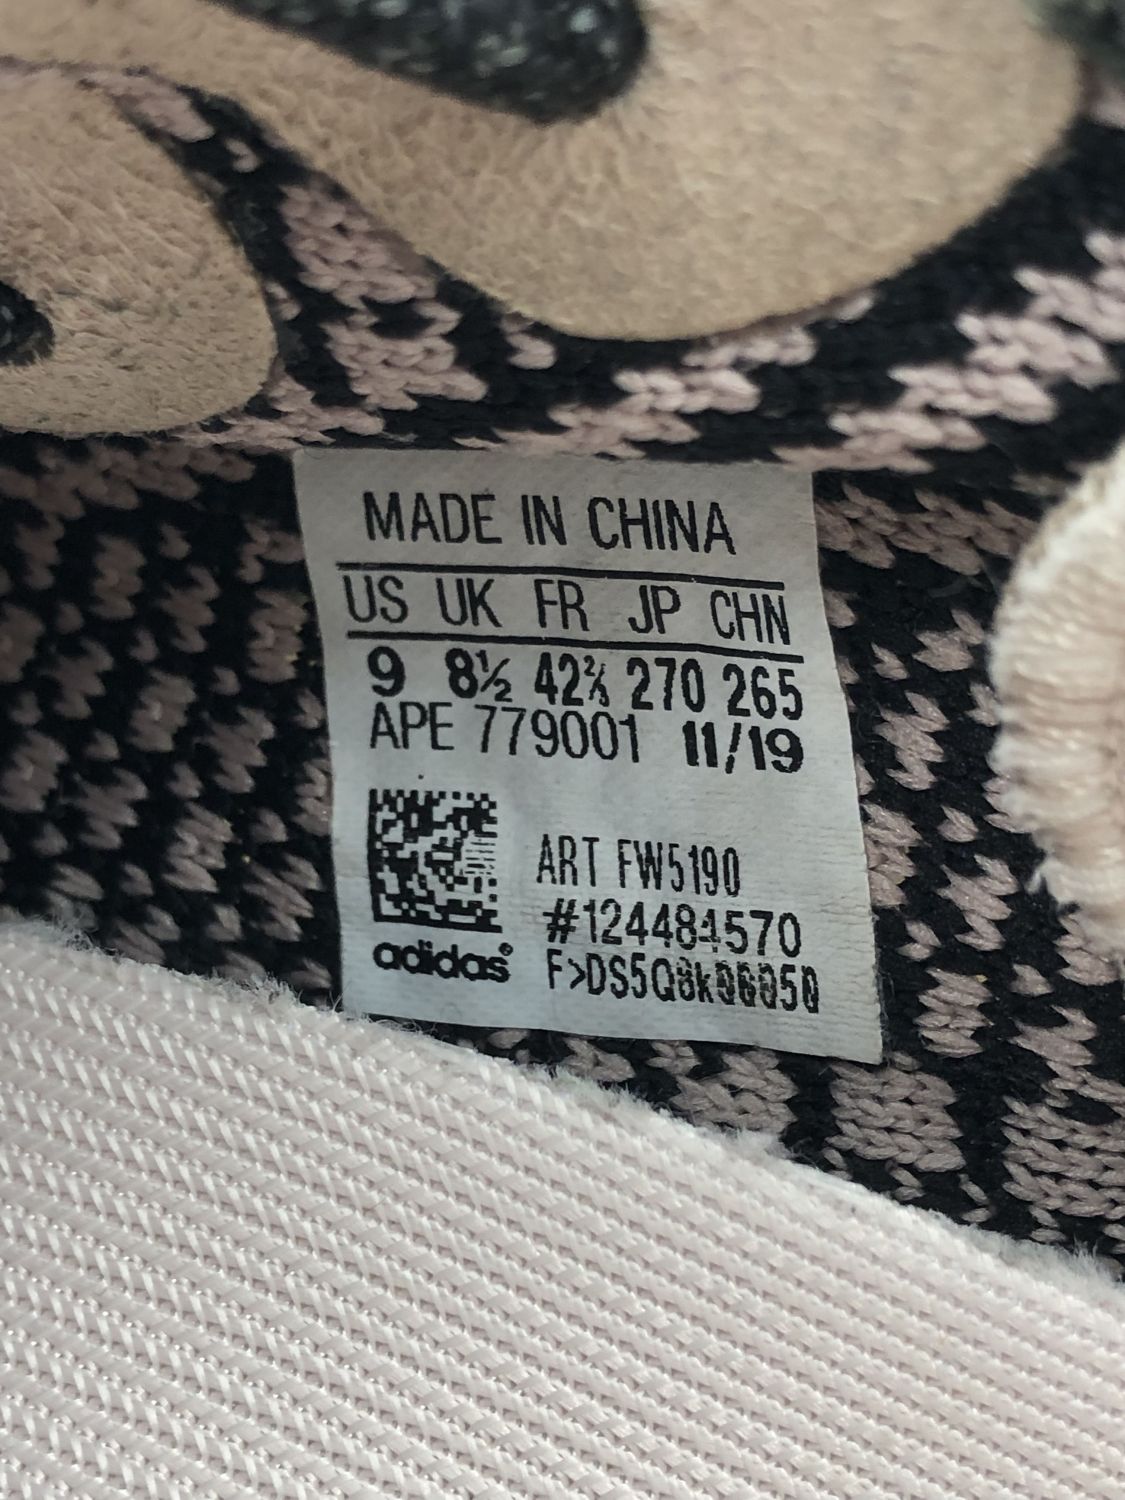 MADE IN CHINA
US UK FR JP CHN
9 8½ 42⅔ 270 265
APE 779001 11/19
ART FW5190
#124484570
adidas®